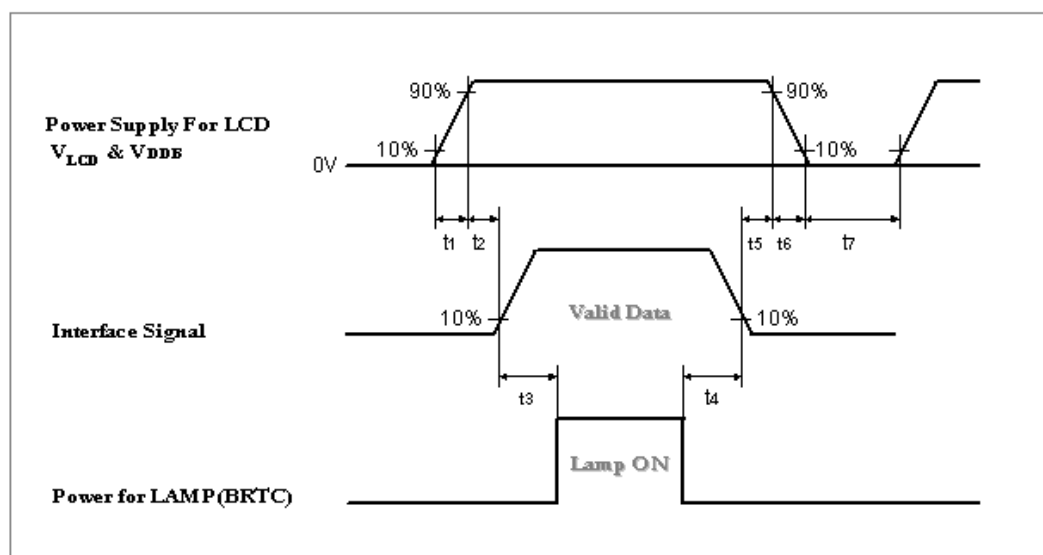 90%
90%
Power Supply For LCD
VLCD & VDDB
10%
10%
0V
t1
t2
t5
t6
t7
Valid Data
10%
10%
Interface Signal
t3
t4
Lamp ON
Power for LAMP(BRTC)